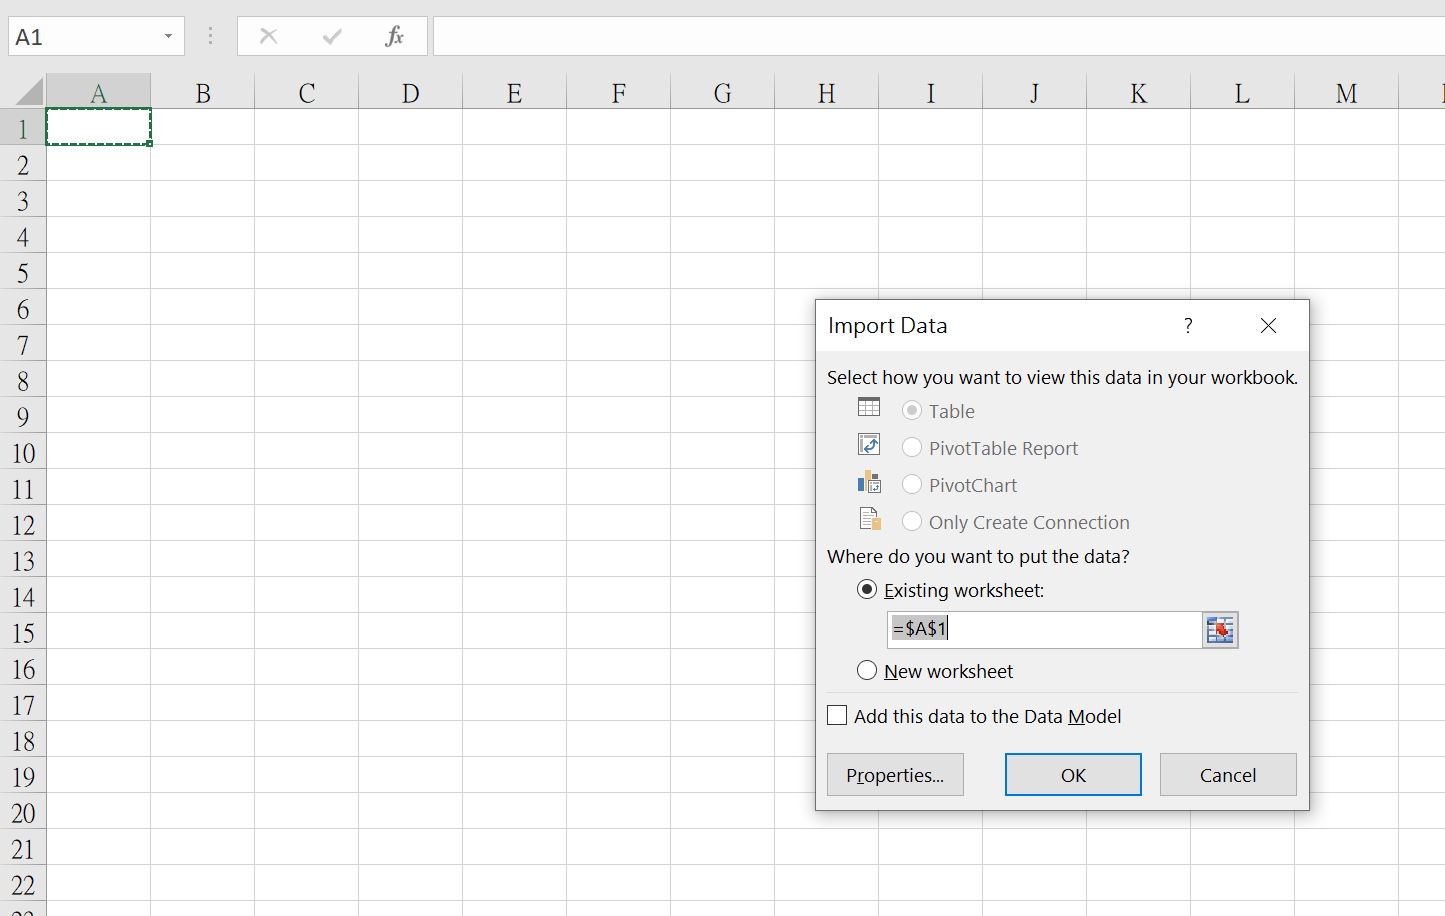 A1
fx
A B C D E F G H I J K L M
1
2
3
4
5
6
7
8
9
10
11
12
13
14
15
16
17
18
19
20
21
22
Import Data ?
Select how you want to view this data in your workbook.
Table
PivotTable Report
PivotChart
Only Create Connection
Where do you want to put the data?
Existing worksheet:
=$A$1
New worksheet
Add this data to the Data Model
Properties... OK Cancel